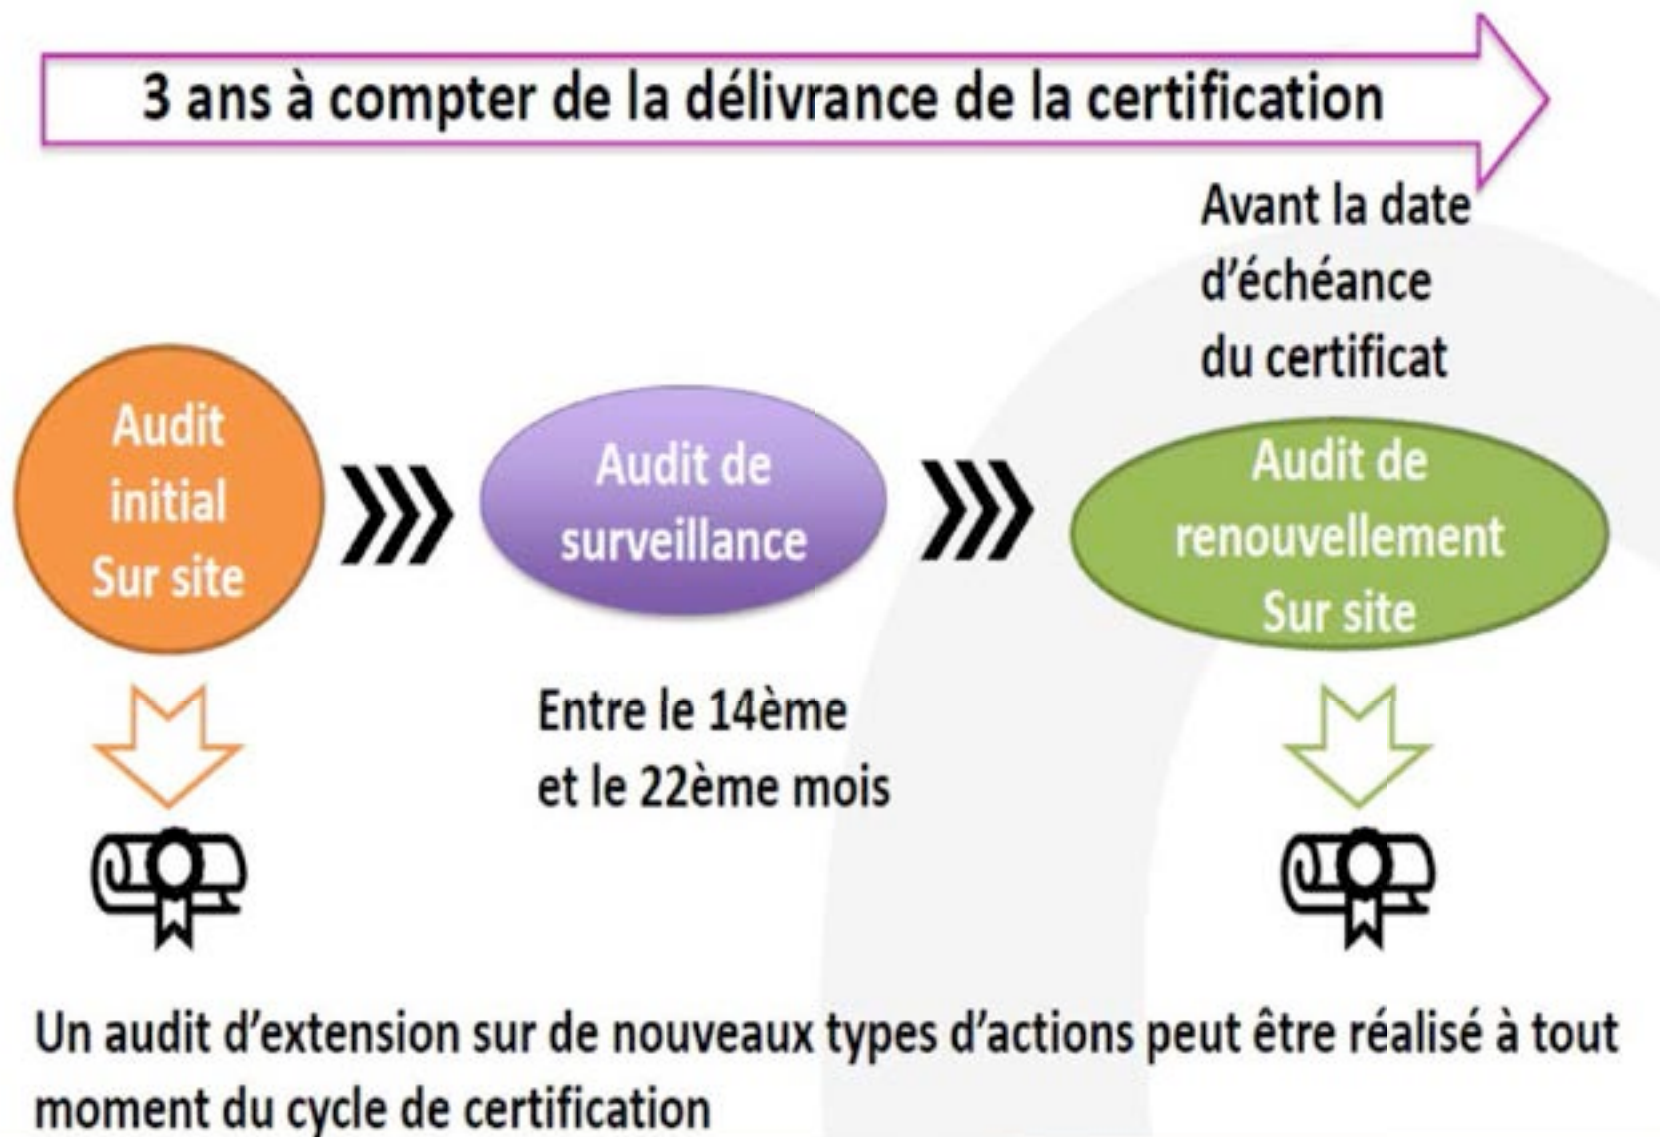 3 ans à compter de la délivrance de la certification
Avant la date
d’échéance
du certificat
Audit
initial
Sur site
Audit de
surveillance
Audit de
renouvellement
Sur site
Entre le 14ème
et le 22ème mois
Un audit d’extension sur de nouveaux types d’actions peut être réalisé à tout
moment du cycle de certification